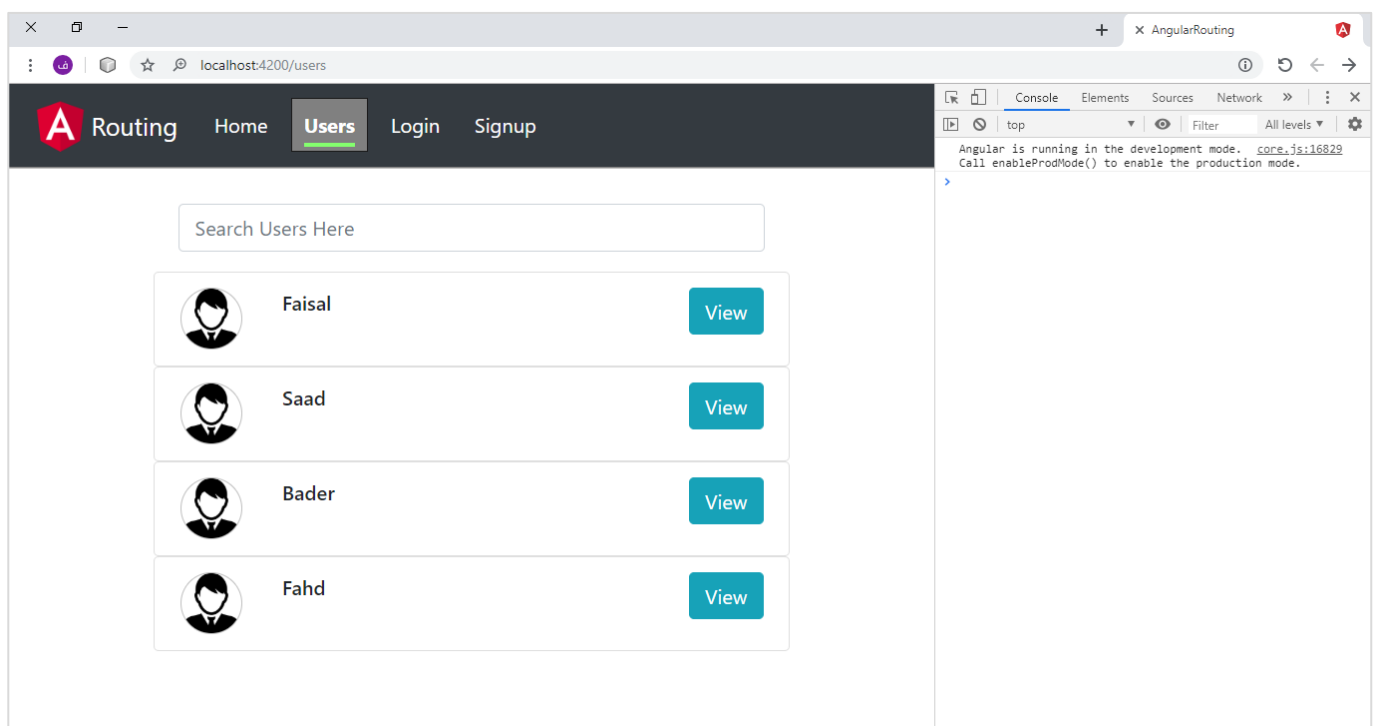 AngularRouting
localhost:4200/users
ف
Routing Home Users Login Signup
Search Users Here
Faisal View
Saad View
Bader View
Fahd View
Console Elements Sources Network
top Filter All levels
Angular is running in the development mode. core.js:16829
Call enableProdMode() to enable the production mode.